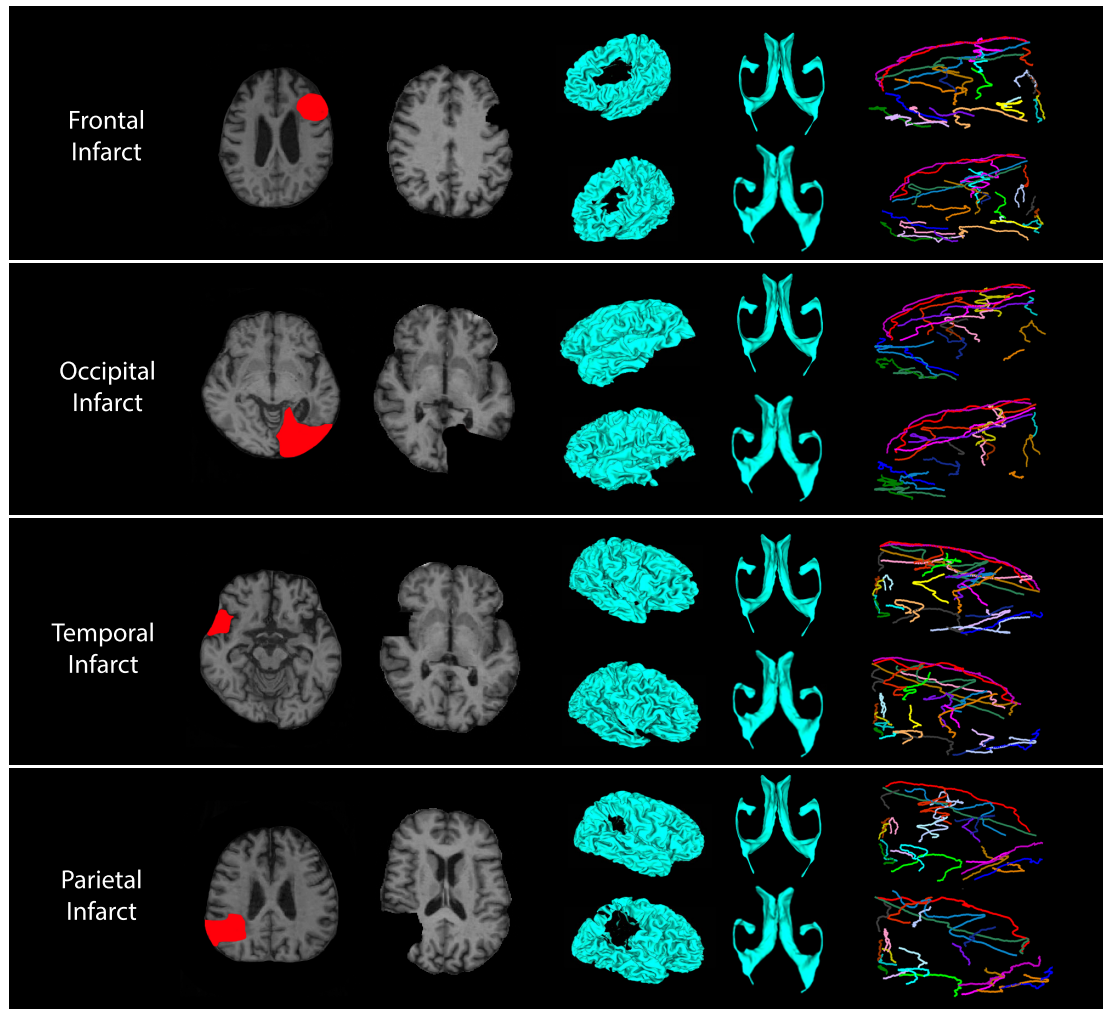 Frontal
Infarct
Occipital
Infarct
Temporal
Infarct
Parietal
Infarct